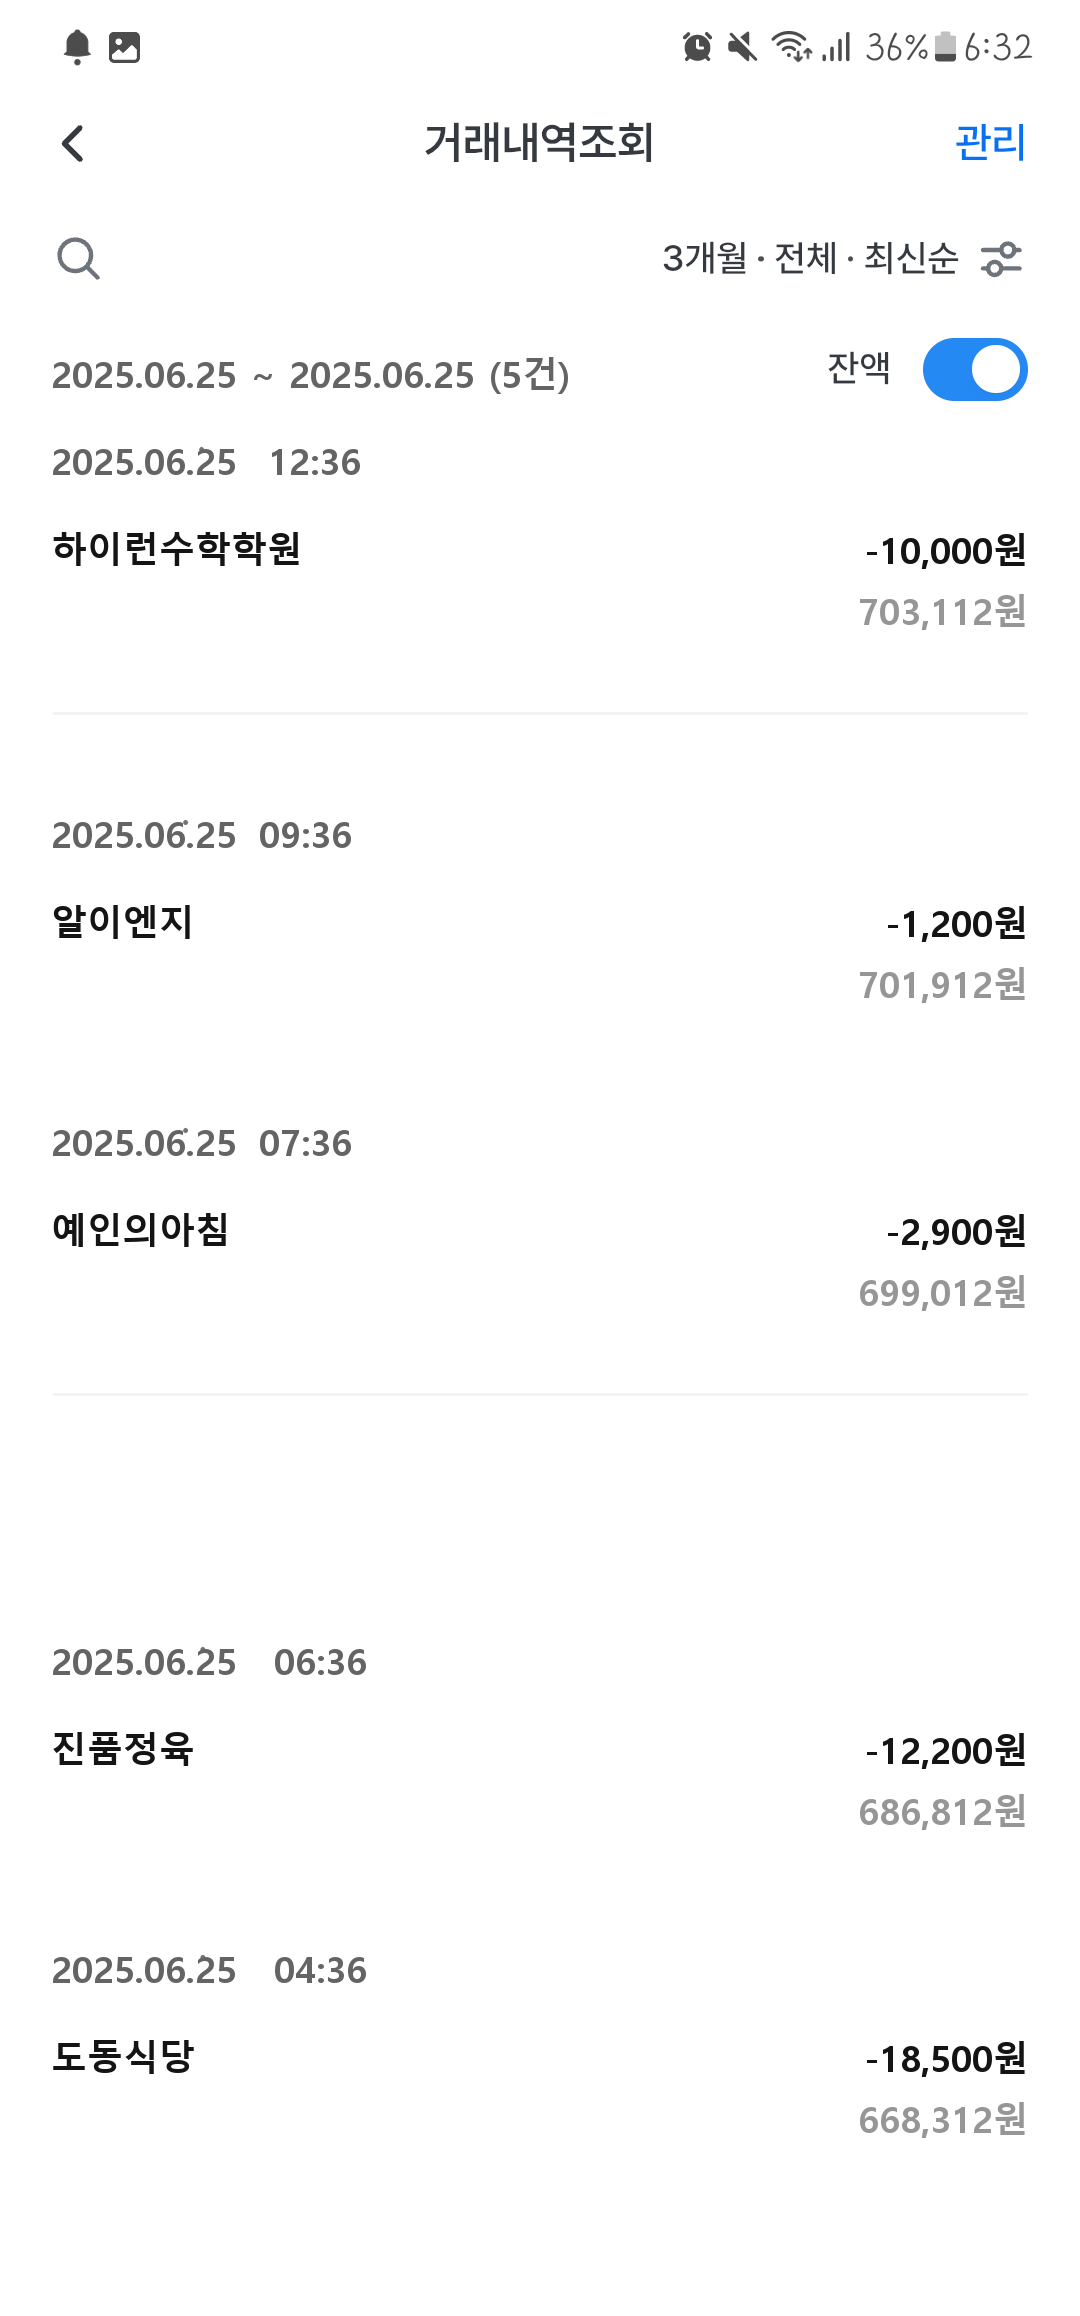 36% 6:32
거래내역조회 관리
3개월 · 전체 · 최신순
잔액
2025.06.25 ~ 2025.06.25 (5건)
2025.06.25 12:36
하이런수학학원 -10,000원
703,112원
2025.06.25 09:36
알이엔지 -1,200원
701,912원
2025.06.25 07:36
예인의아침 -2,900원
699,012원
2025.06.25 06:36
진품정육 -12,200원
686,812원
2025.06.25 04:36
도동식당 -18,500원
668,312원